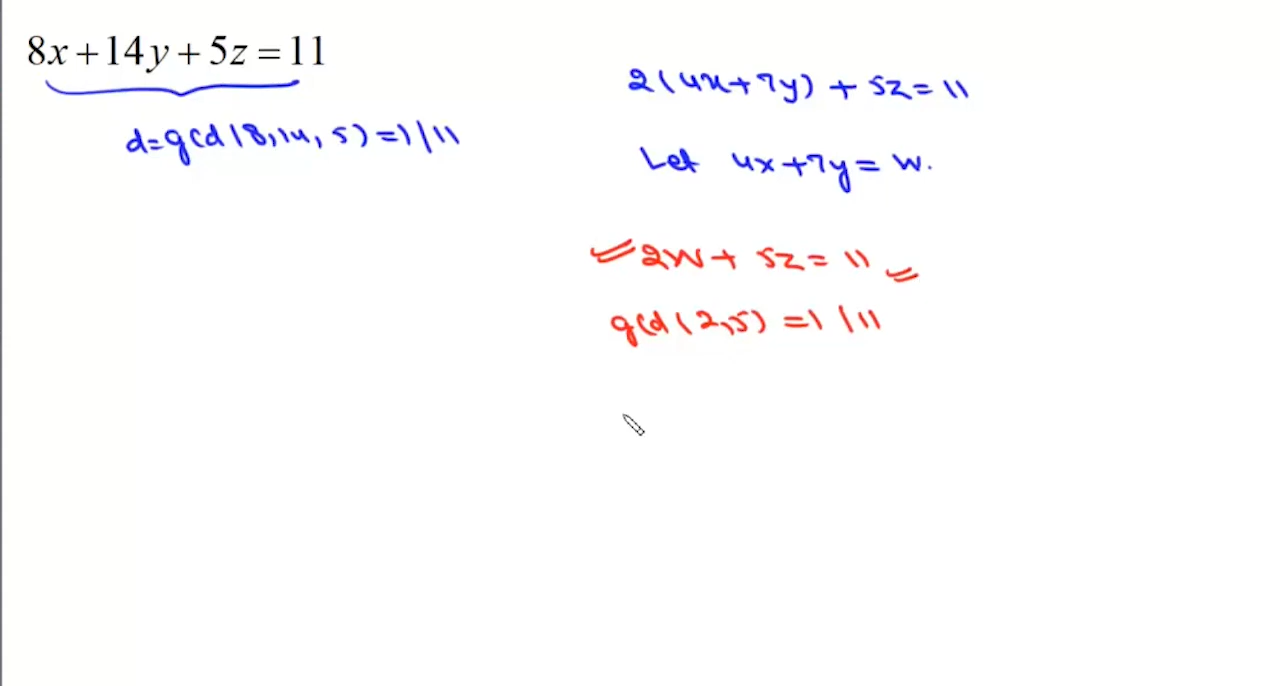 8x + 14y + 5z = 11
d = gcd(8, 14, 5) = 1 | 11
2(4x + 7y) + 5z = 11
Let 4x + 7y = w.
2w + 5z = 11
gcd(2, 5) = 1 | 11